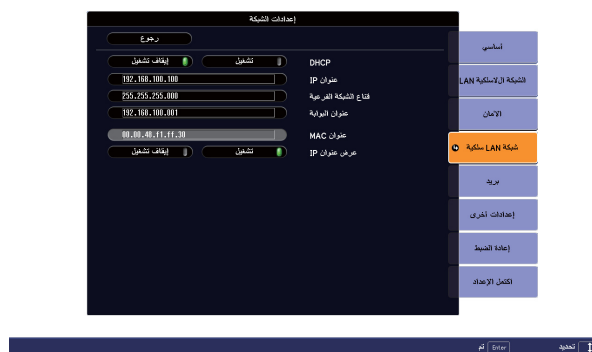 إعدادات الشبكة
رجوع
DHCP تشغيل إيقاف تشغيل
عنوان IP 192.168.100.100
قناع الشبكة الفرعية 255.255.255.000
عنوان البوابة 192.168.100.001
عنوان MAC 00.00.48.f1.ff.30
عرض عنوان IP تشغيل إيقاف تشغيل
أساسي
الشبكة اللاسلكية LAN
الأمان
شبكة LAN سلكية
بريد
إعدادات أخرى
إعادة الضبط
اكتمل الإعداد
تحديد Enter تم